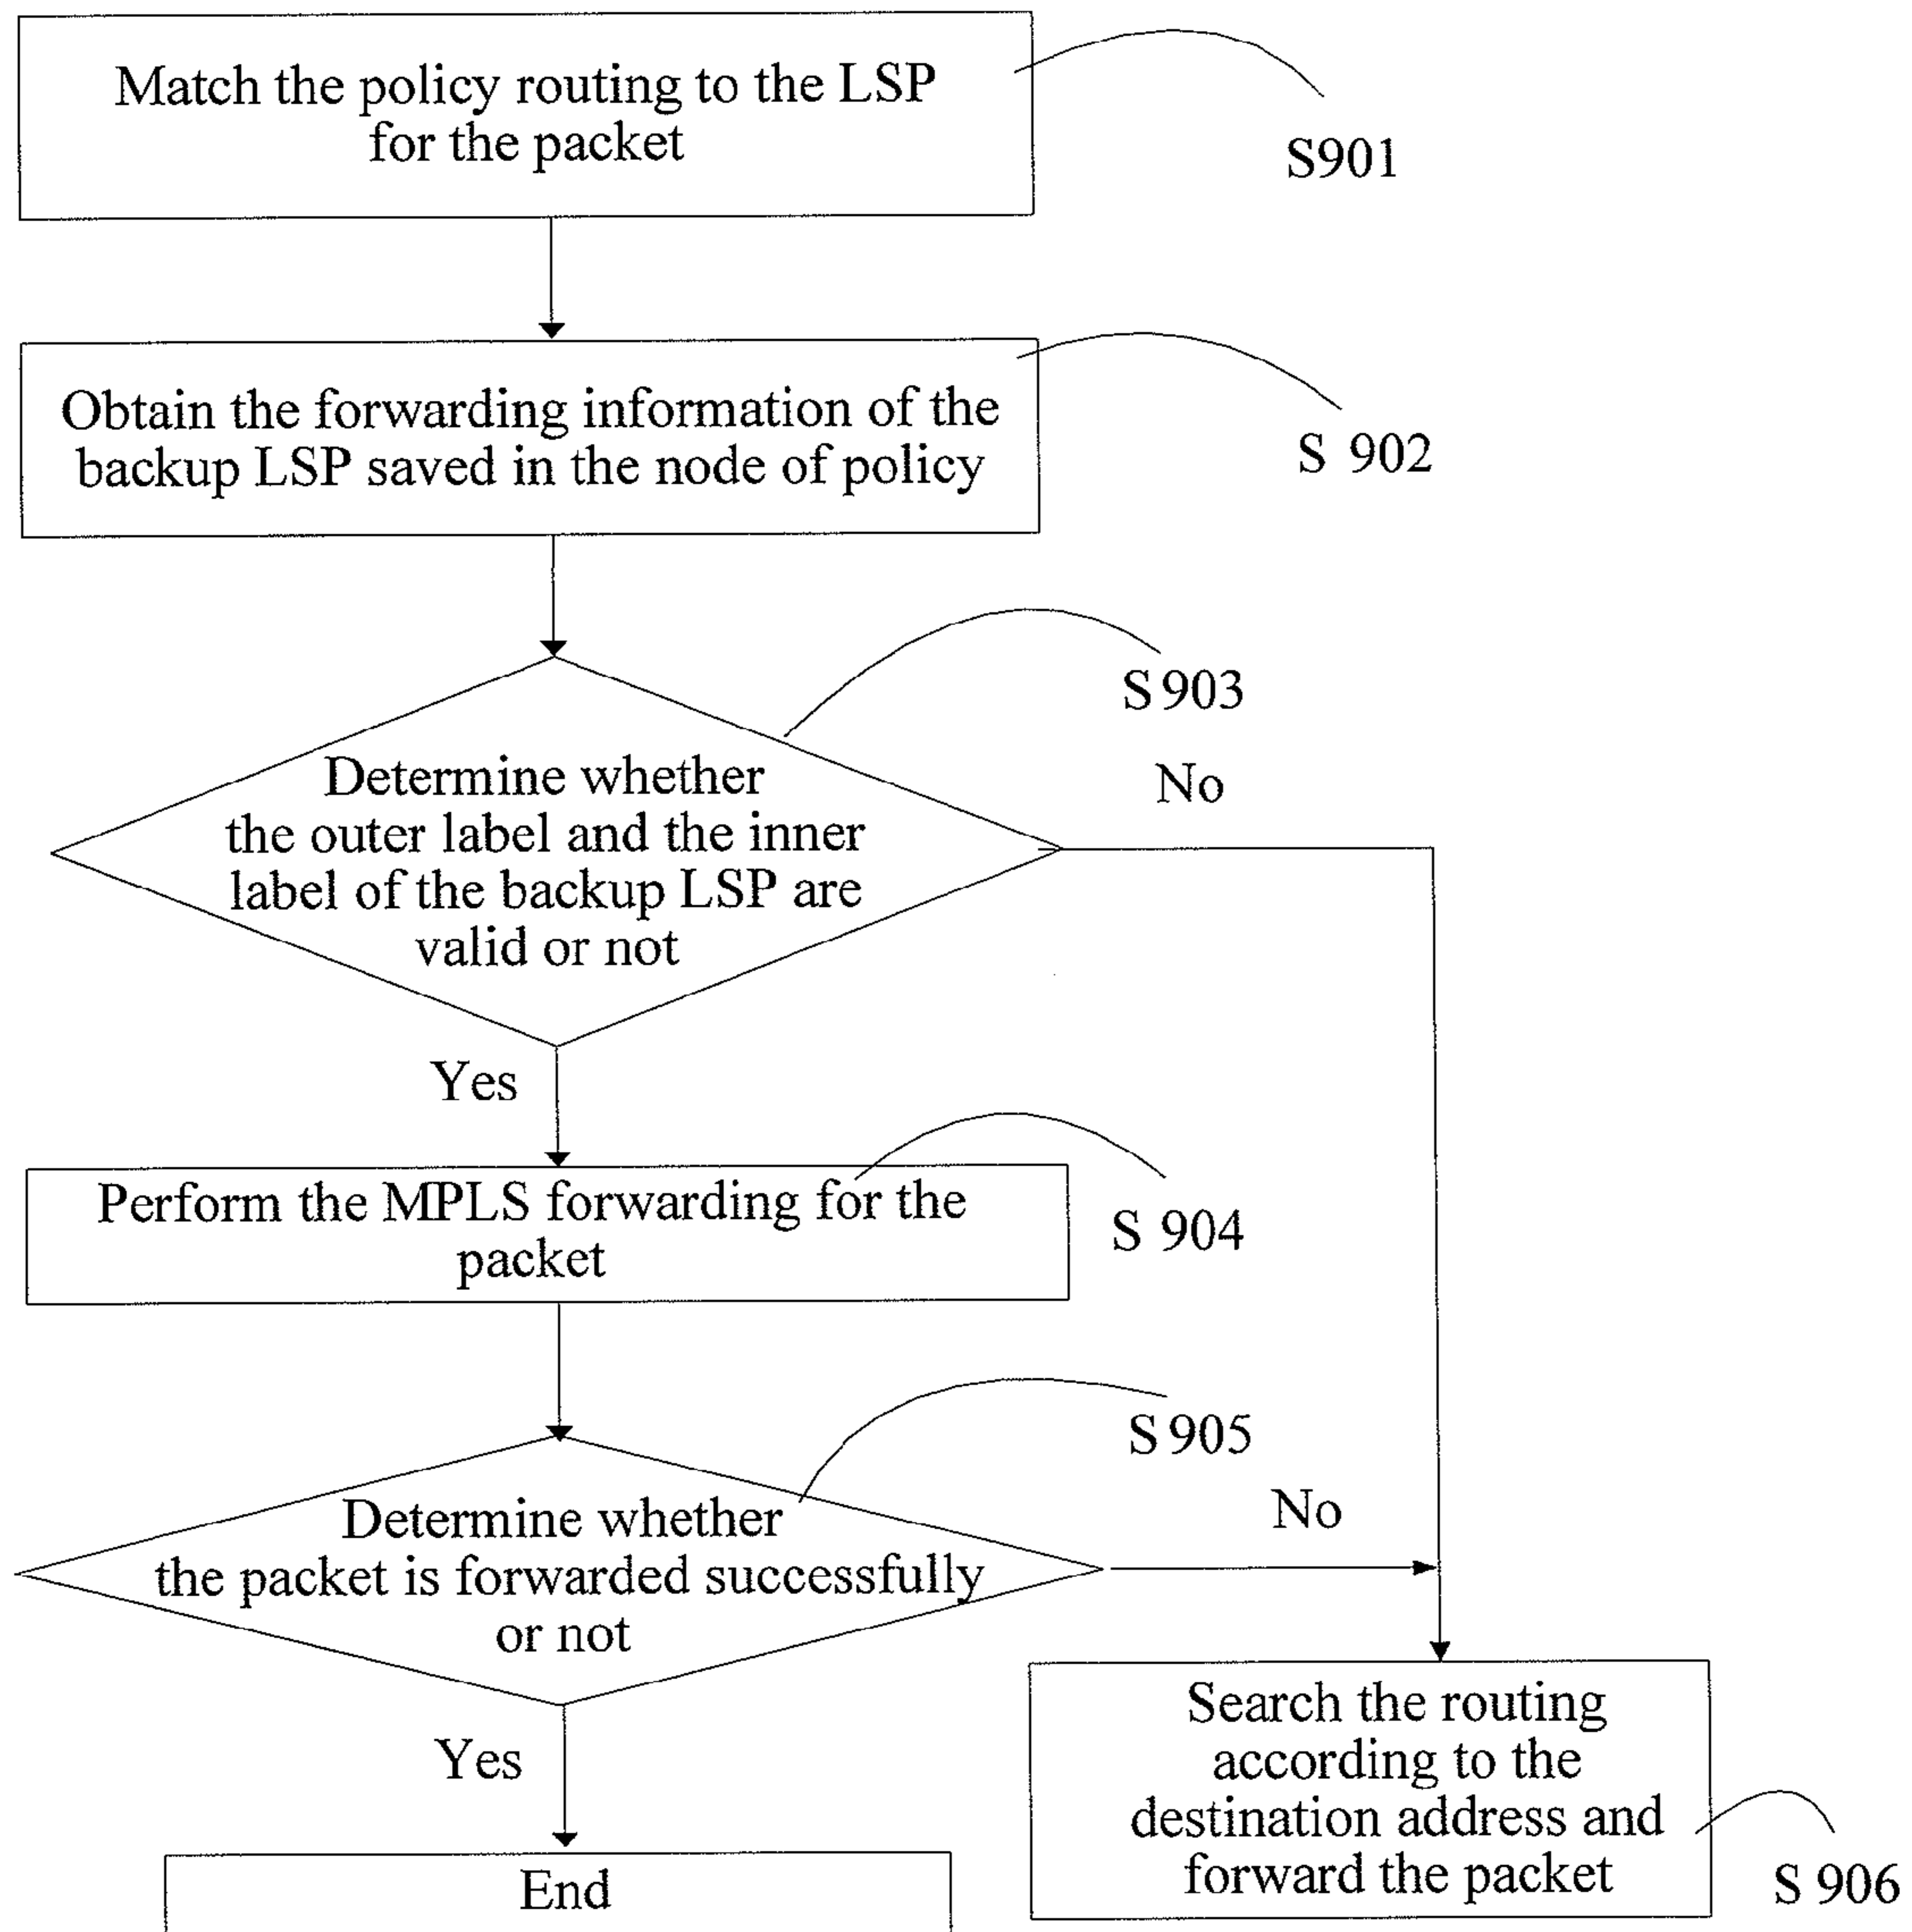 Match the policy routing to the LSP
for the packet
S901
Obtain the forwarding information of the
backup LSP saved in the node of policy
S 902
S 903
Determine whether
the outer label and the inner
label of the backup LSP are
valid or not
No
Yes
Perform the MPLS forwarding for the
packet
S 904
S 905
Determine whether
the packet is forwarded successfully
or not
No
Yes
Search the routing
according to the
destination address and
forward the packet
S 906
End